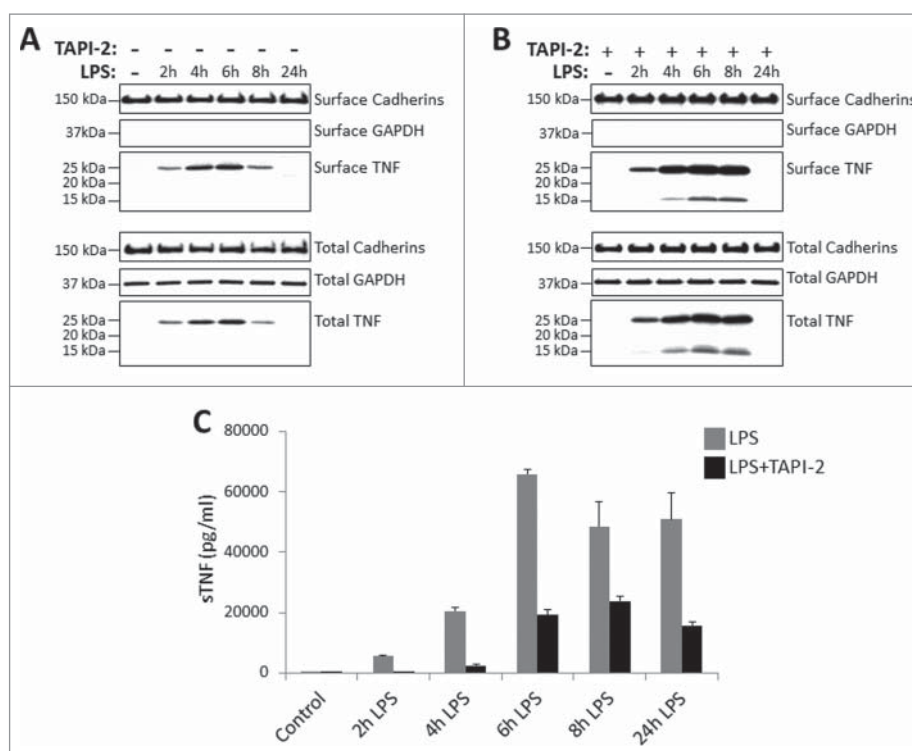 A
TAPI-2: – – – – – –
LPS: – 2h 4h 6h 8h 24h
150 kDa Surface Cadherins
37kDa Surface GAPDH
25 kDa Surface TNF
20 kDa
15 kDa
150 kDa Total Cadherins
37 kDa Total GAPDH
25 kDa Total TNF
20 kDa
15 kDa
B
TAPI-2: + + + + + +
LPS: – 2h 4h 6h 8h 24h
150 kDa Surface Cadherins
37kDa Surface GAPDH
25 kDa Surface TNF
20 kDa
15 kDa
150 kDa Total Cadherins
37kDa Total GAPDH
25 kDa Total TNF
20 kDa
15 kDa
C
80000
60000
40000
20000
0
sTNF (pg/ml)
LPS
LPS+TAPI-2
Control
2h LPS
4h LPS
6h LPS
8h LPS
24h LPS